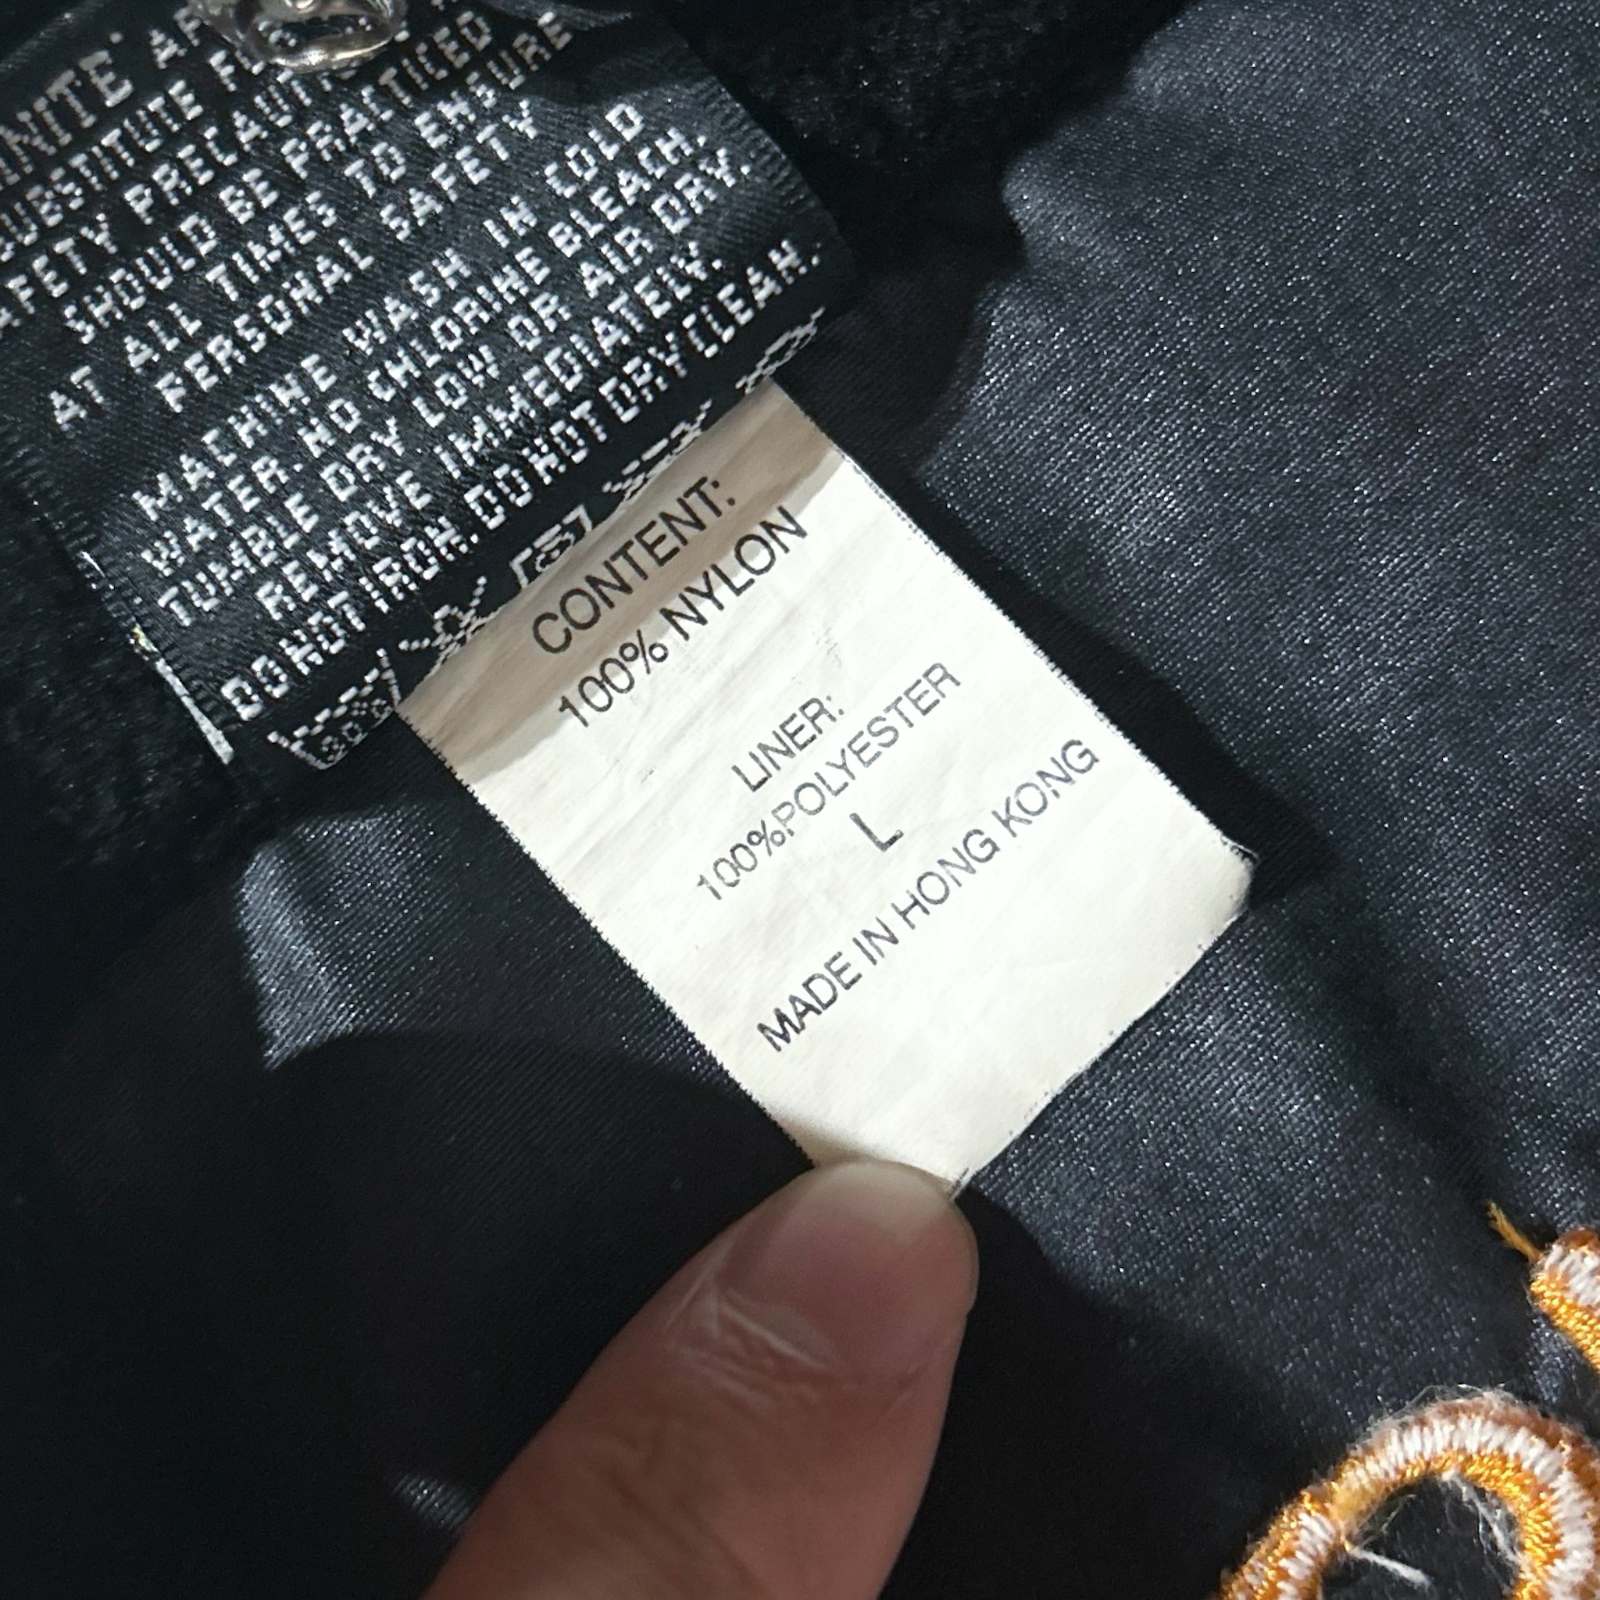 SUBSTITUTE
SAFETY
SHOULD BE PRACTICED
AT ALL TIMES TO ENSURE
PERSONAL SAFETY
MACHINE WASH IN COLD
WATER. NO CHLORINE BLEACH.
TUMBLE DRY LOW OR AIR DRY.
REMOVE IMMEDIATELY.
DO NOT IRON. DO NOT DRYCLEAN.
CONTENT:
100% NYLON
LINER:
100%POLYESTER
L
MADE IN HONG KONG